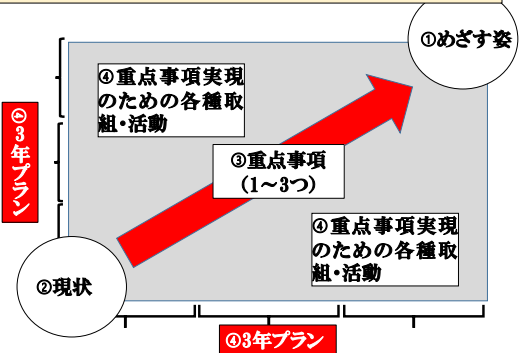 ①めざす姿
④重点事項実現
のための各種取
組・活動
③重点事項
（1～3つ）
④3年プラン
④重点事項実現
のための各種取
組・活動
②現状
④3年プラン